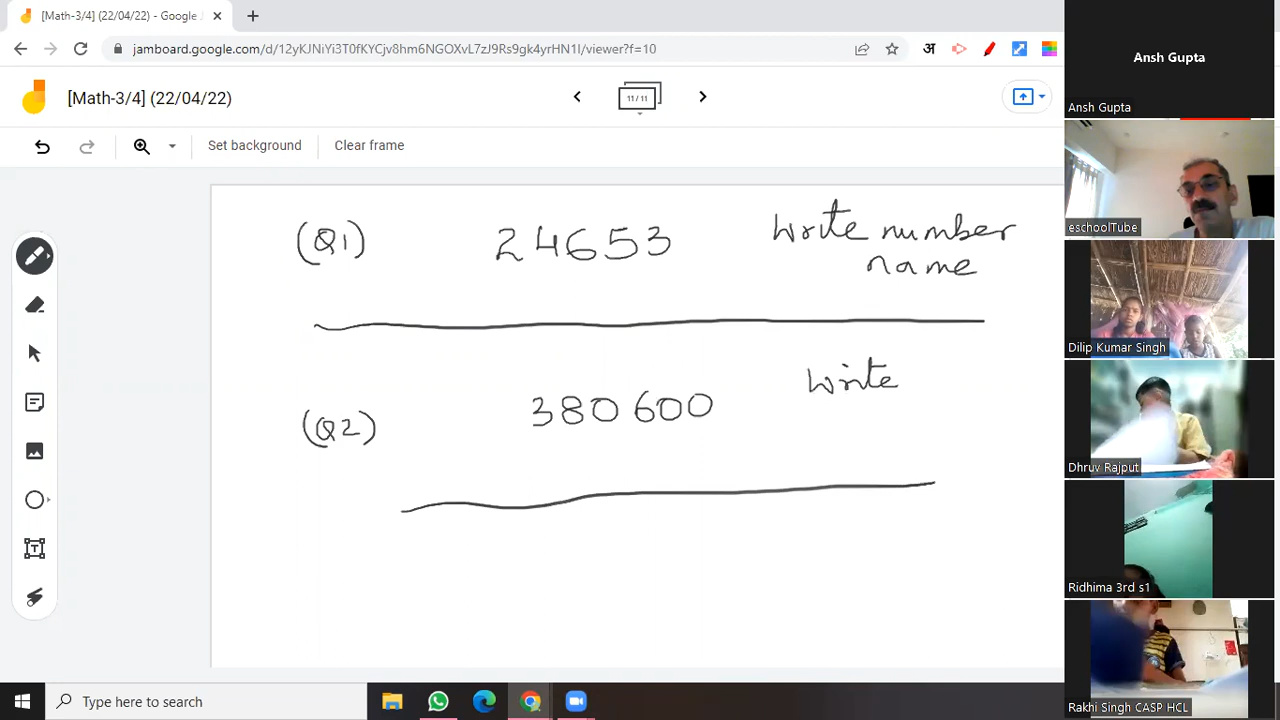 [Math-3/4] (22/04/22) - Google J
jamboard.google.com/d/12yKJNiYi3T0IKYCjv8hm6NGOXvL7zJ9Rs9gk4yrHN1I/viewer?f=10
अ
[Math-3/4] (22/04/22)
11 / 11
Set background
Clear frame
(Q1) 24653 Write number
name
(Q2) 380600 Write
Ansh Gupta
Ansh Gupta
eschoolTube
Dilip Kumar Singh
Dhruv Rajput
Ridhima 3rd s1
Rakhi Singh CASP HCL
Type here to search